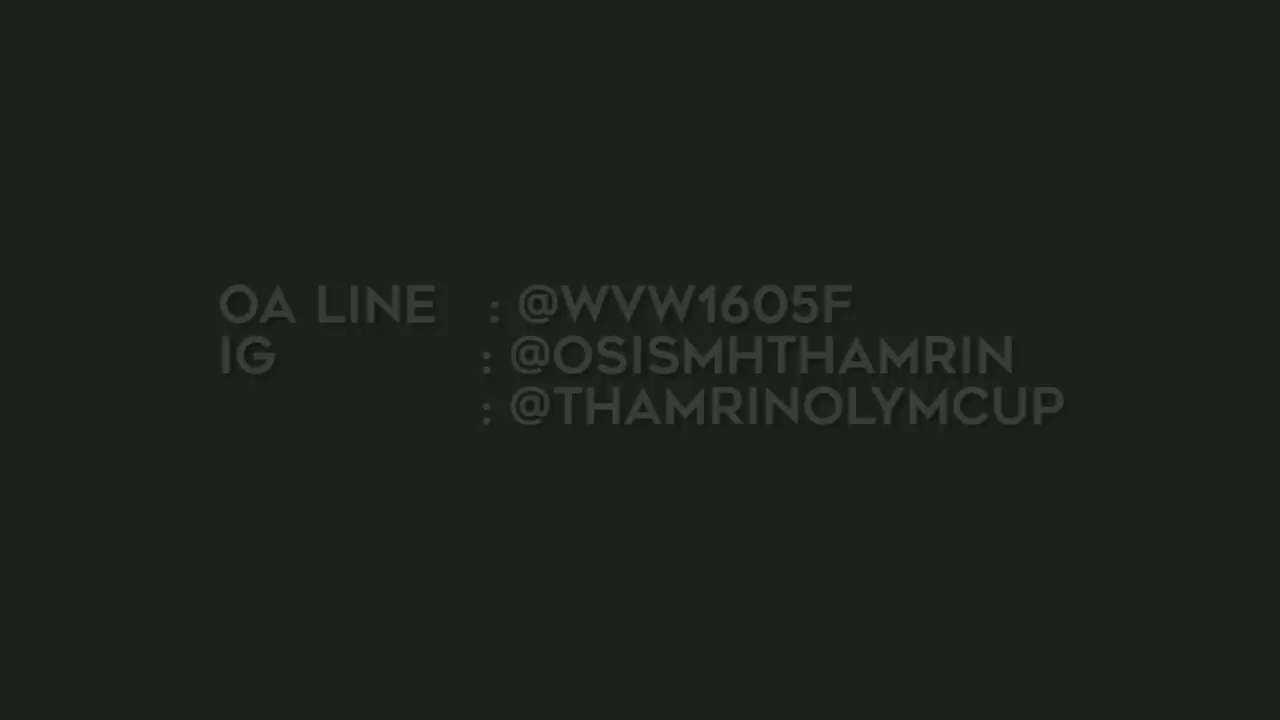 OA LINE : @WVW1605F
IG : @OSISMHTHAMRIN
: @THAMRINOLYMCUP